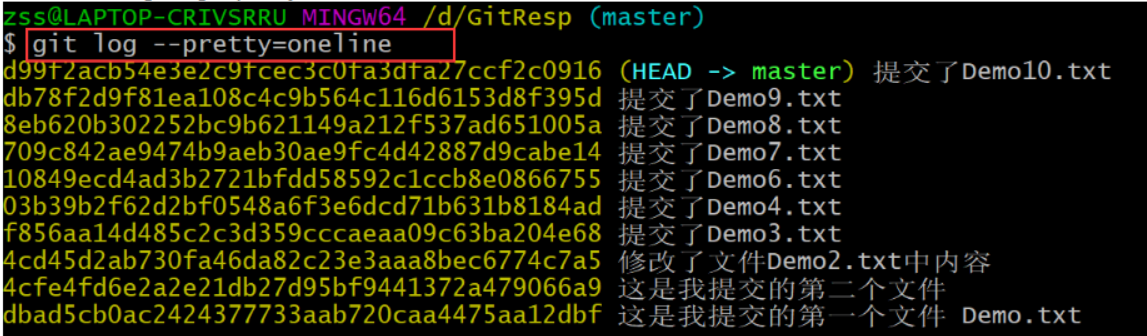 zss@LAPTOP-CRIVSRRU MINGW64 /d/GitResp (master)
$ git log --pretty=oneline
d99f2acb54e3e2c9fcec3c0fa3dfa27ccf2c0916 (HEAD -> master) 提交了Demo10.txt
db78f2d9f81ea108c4c9b564c116d6153d8f395d 提交了Demo9.txt
8eb620b302252bc9b621149a212f537ad651005a 提交了Demo8.txt
709c842ae9474b9aeb30ae9fc4d42887d9cabe14 提交了Demo7.txt
10849ecd4ad3b2721bfdd58592c1ccb8e0866755 提交了Demo6.txt
03b39b2f62d2bf0548a6f3e6dcd71b631b8184ad 提交了Demo4.txt
f856aa14d485c2c3d359cccaeaa09c63ba204e68 提交了Demo3.txt
4cd45d2ab730fa46da82c23e3aaa8bec6774c7a5 修改了文件Demo2.txt中内容
4cfe4fd6e2a2e21db27d95bf9441372a479066a9 这是我提交的第二个文件
dbad5cb0ac2424377733aab720caa4475aa12dbf 这是我提交的第一个文件 Demo.txt